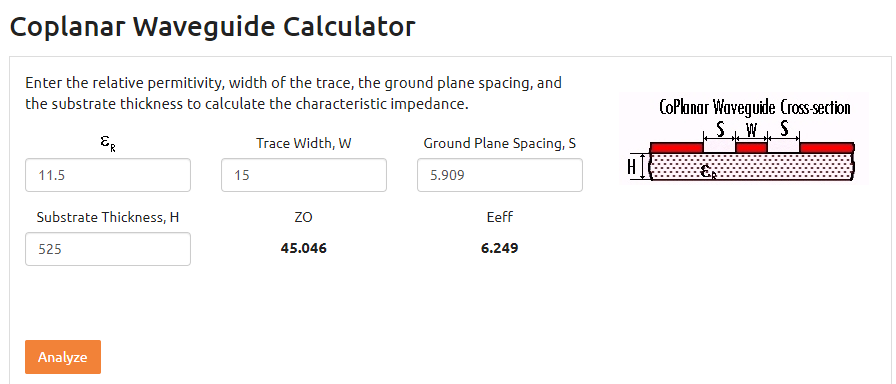 Coplanar Waveguide Calculator
Enter the relative permitivity, width of the trace, the ground plane spacing, and
the substrate thickness to calculate the characteristic impedance.
εR
Trace Width, W
Ground Plane Spacing, S
11.5
15
5.909
Substrate Thickness, H
ZO
Eeff
525
45.046
6.249
Analyze
CoPlanar Waveguide Cross-section
S W S
H
εR